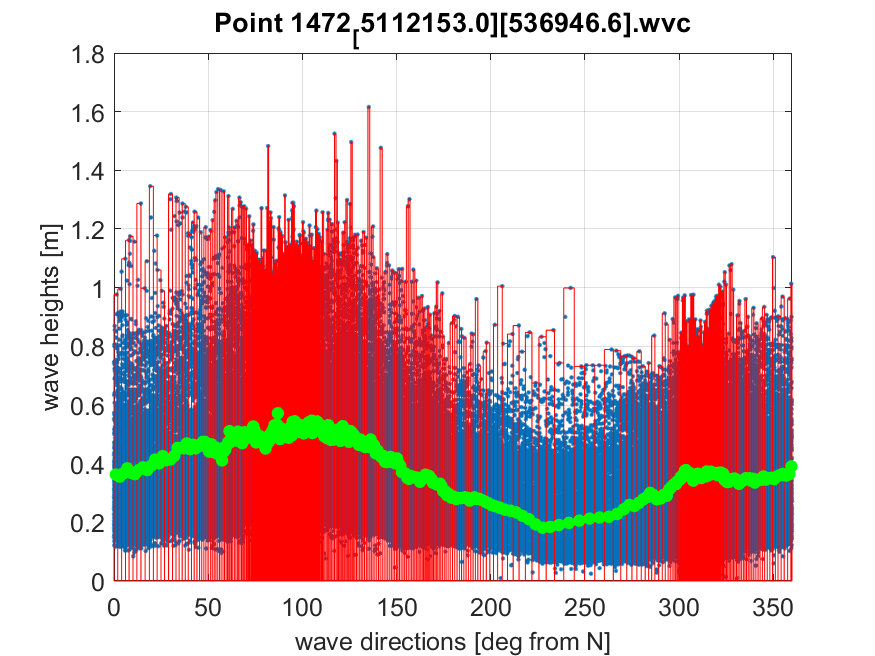 Point 1472[5112153.0][536946.6].wvc
1.8
1.6
1.4
1.2
1
0.8
0.6
0.4
0.2
0
wave heights [m]
0 50 100 150 200 250 300 350
wave directions [deg from N]